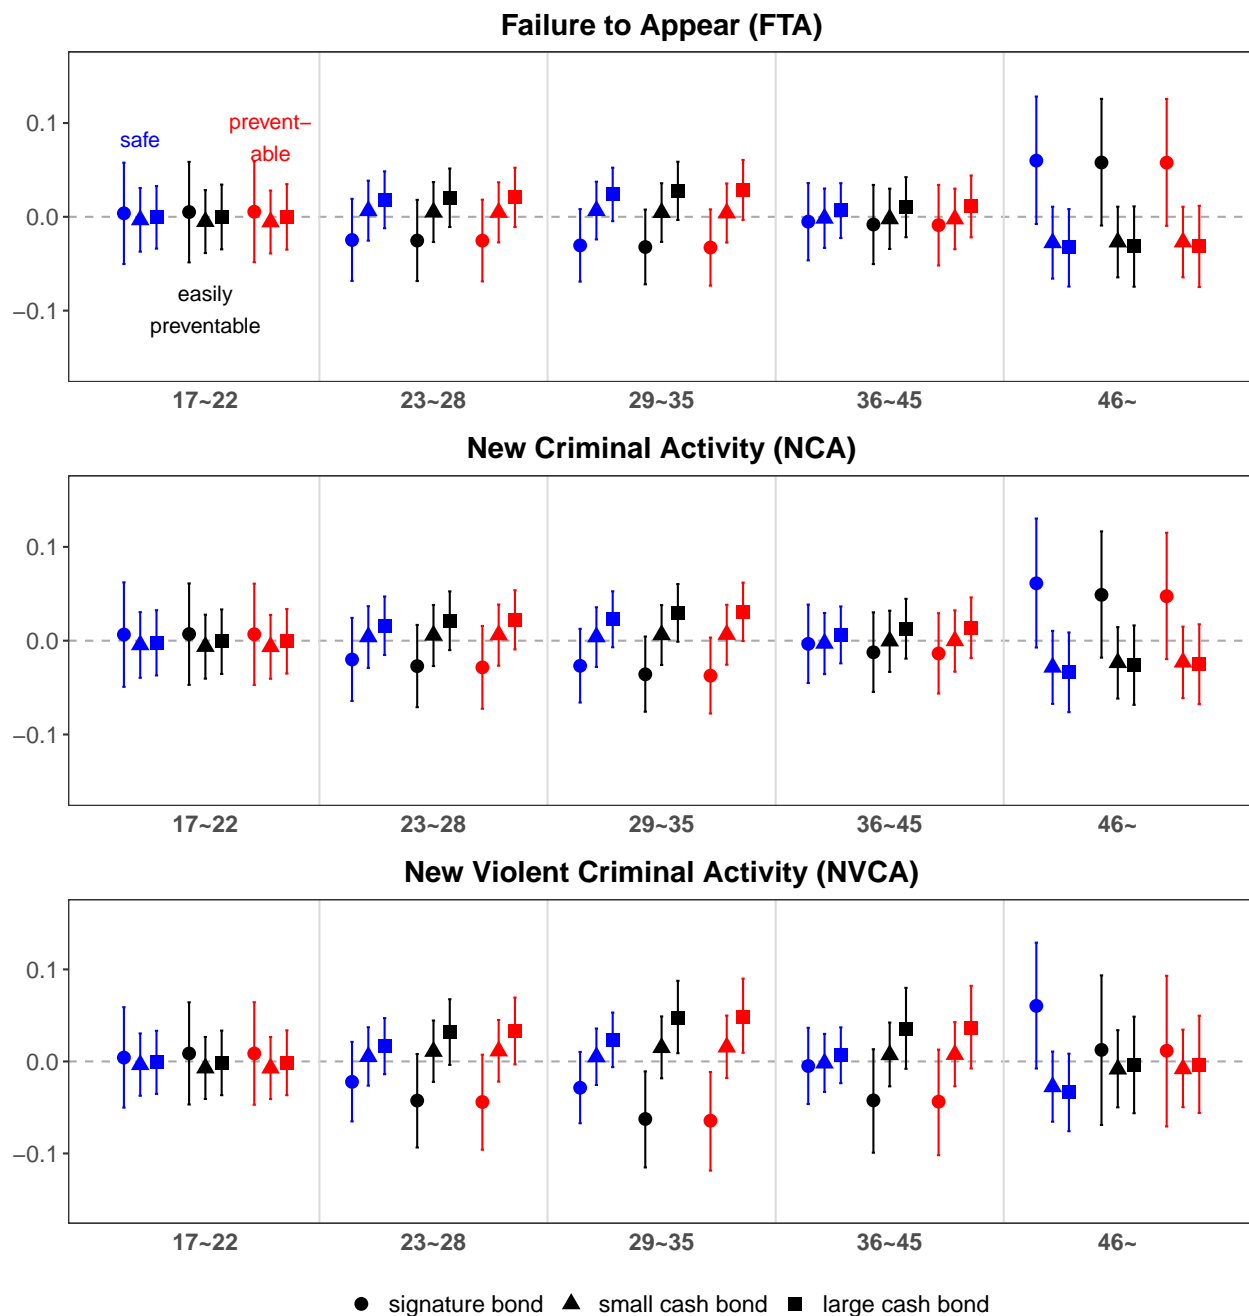 Failure to Appear (FTA)
0.1
0.0
−0.1
safe
prevent−
able
easily
preventable
17~22 23~28 29~35 36~45 46~
New Criminal Activity (NCA)
0.1
0.0
−0.1
17~22 23~28 29~35 36~45 46~
New Violent Criminal Activity (NVCA)
0.1
0.0
−0.1
17~22 23~28 29~35 36~45 46~
signature bond small cash bond large cash bond